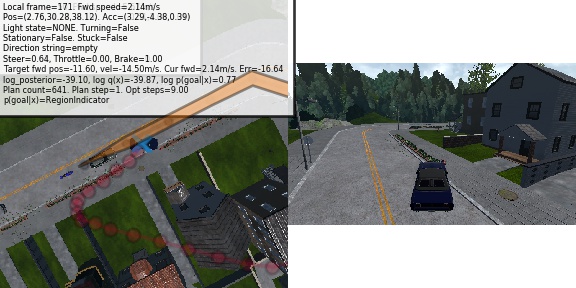 Local frame=171. Fwd speed=2.14m/s
Pos=(2.76,30.28,38.12). Acc=(3.29,-4.38,0.39)
Light state=NONE. Turning=False
Stationary=False. Stuck=False
Direction string=empty
Steer=0.64, Throttle=0.00, Brake=1.00
Target fwd pos=-11.60, vel=-14.50m/s. Cur fwd=2.14m/s. Err=-16.64
log_posterior=-39.10, log q(x)=-39.87, log p(goal|x)=0.77
Plan count=641. Plan step=1. Opt steps=9.00
p(goal|x)=RegionIndicator